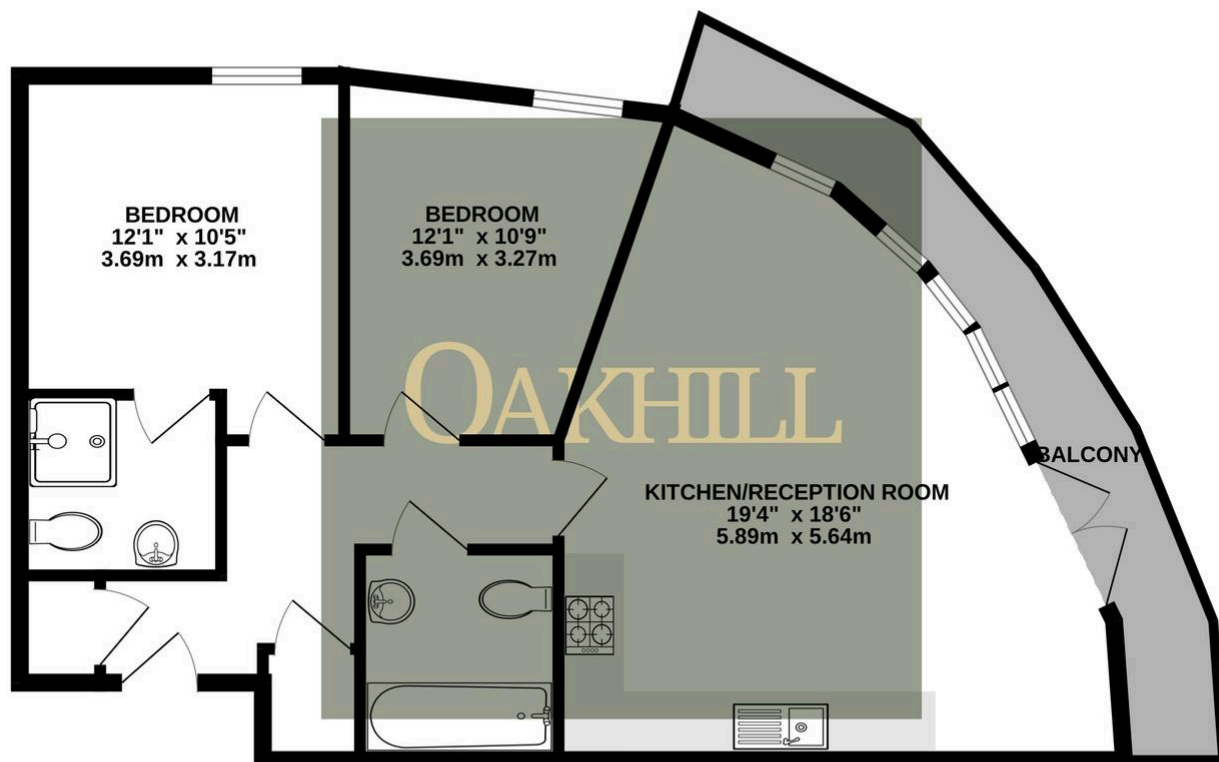 BEDROOM
12'1" x 10'5"
3.69m x 3.17m
BEDROOM
12'1" x 10'9"
3.69m x 3.27m
OAKHILL
BALCONY
KITCHEN/RECEPTION ROOM
19'4" x 18'6"
5.89m x 5.64m